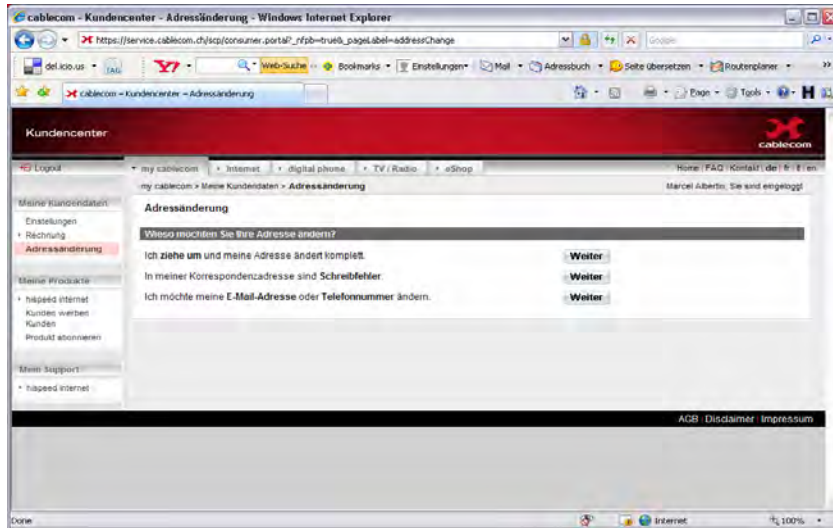 cablecom - Kundencenter - Adressänderung - Windows Internet Explorer
https://service.cablecom.ch/scp/consumer.portal?_nfpb=true&_pageLabel=addressChange
Google
del.icio.us TAG Y7 Web-Suche Bookmarks Einstellungen Mail Adressbuch Seite übersetzen Routenplaner
cablecom - Kundencenter - Adressänderung Page Tools
Kundencenter
cablecom
Logout my cablecom Internet digital phone TV / Radio eShop Home FAQ Kontakt de fr it en
my cablecom > Meine Kundendaten > Adressänderung Marcel Albertin, Sie sind eingeloggt
Meine Kundendaten
Einstellungen
Rechnung
Adressänderung
Meine Produkte
hispeed internet
Kunden werben
Kunden
Produkt abonnieren
Mein Support
hispeed internet
Adressänderung
Wieso möchten Sie Ihre Adresse ändern?
Ich ziehe um und meine Adresse ändert komplett. Weiter
In meiner Korrespondenzadresse sind Schreibfehler. Weiter
Ich möchte meine E-Mail-Adresse oder Telefonnummer ändern. Weiter
AGB Disclaimer Impressum
Done Internet 100%